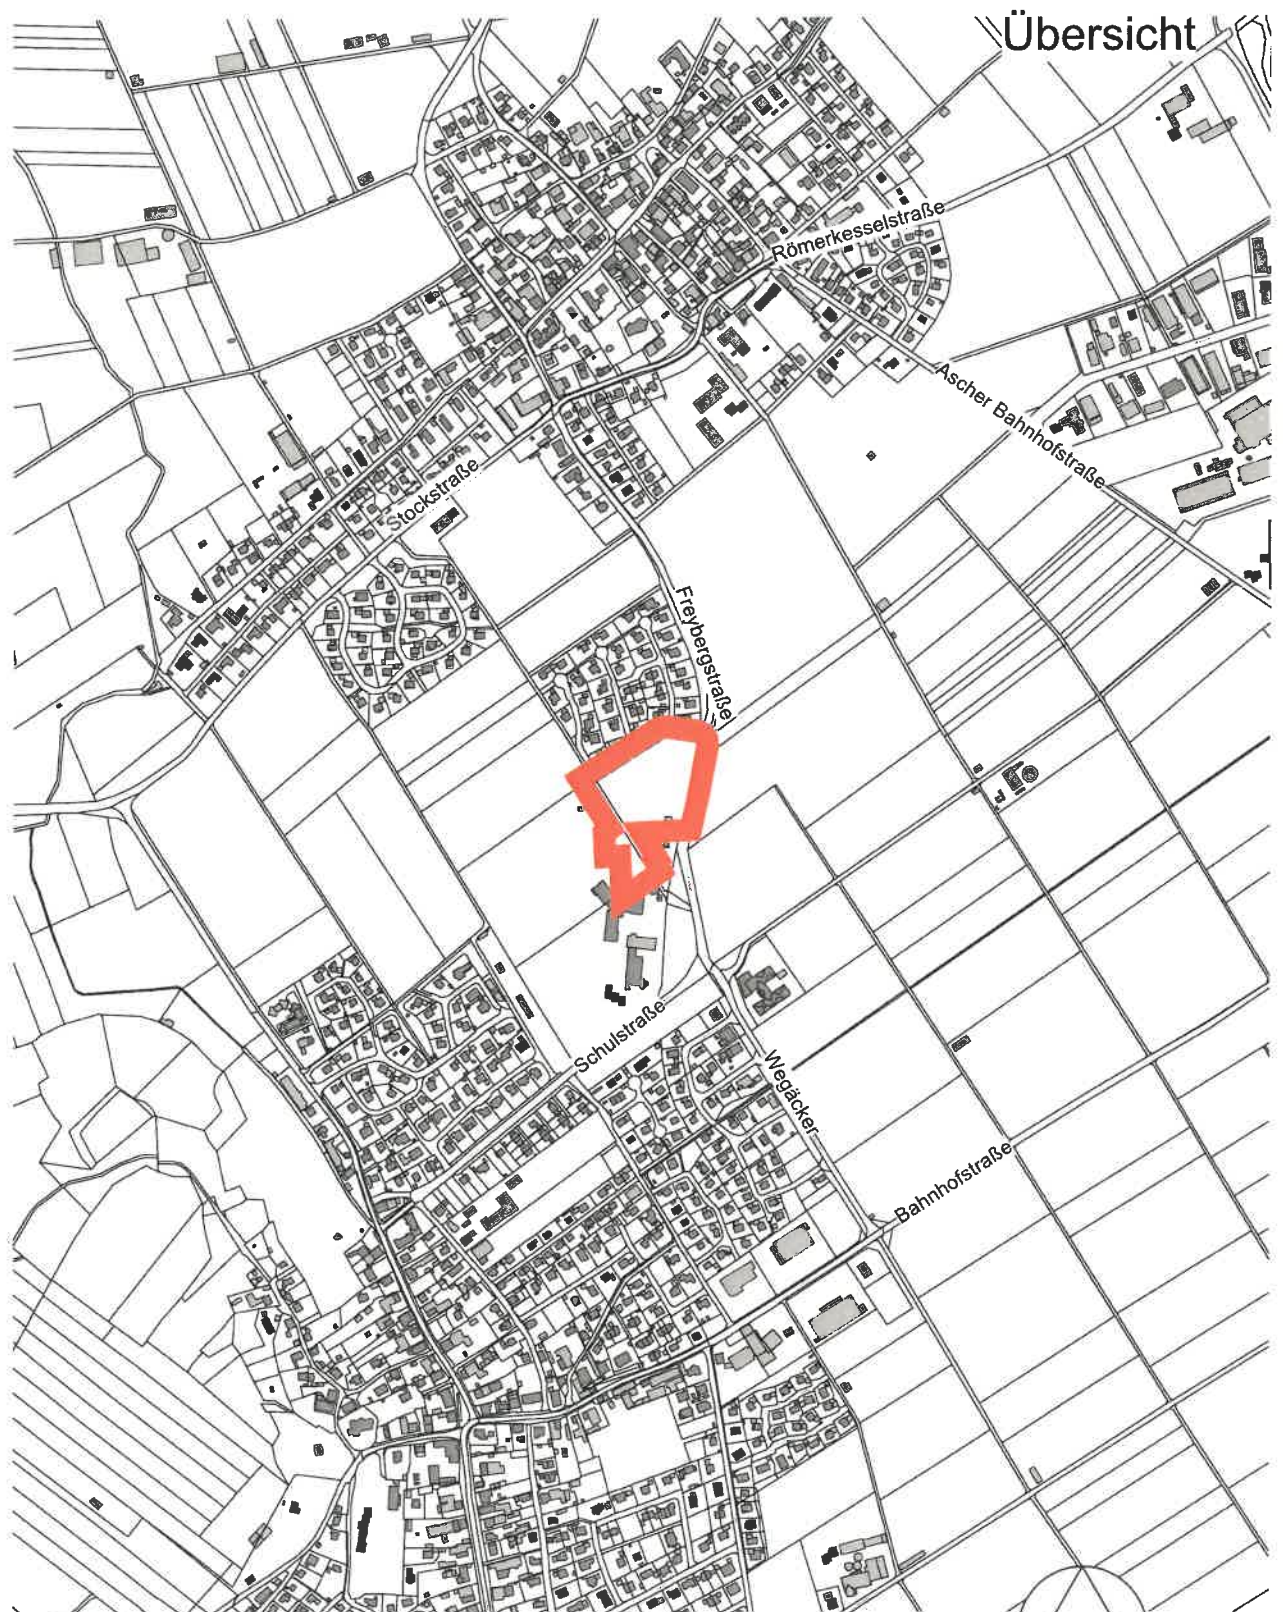 Übersicht
Römerkesselstraße
Ascher Bahnhofstraße
Stockstraße
Freybergstraße
Schulstraße
Wegäcker
Bahnhofstraße